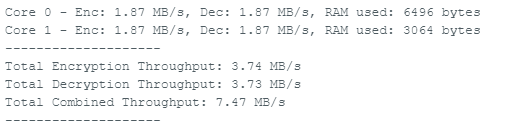 Core 0 - Enc: 1.87 MB/s, Dec: 1.87 MB/s, RAM used: 6496 bytes
Core 1 - Enc: 1.87 MB/s, Dec: 1.87 MB/s, RAM used: 3064 bytes
--------------------
Total Encryption Throughput: 3.74 MB/s
Total Decryption Throughput: 3.73 MB/s
Total Combined Throughput: 7.47 MB/s
--------------------